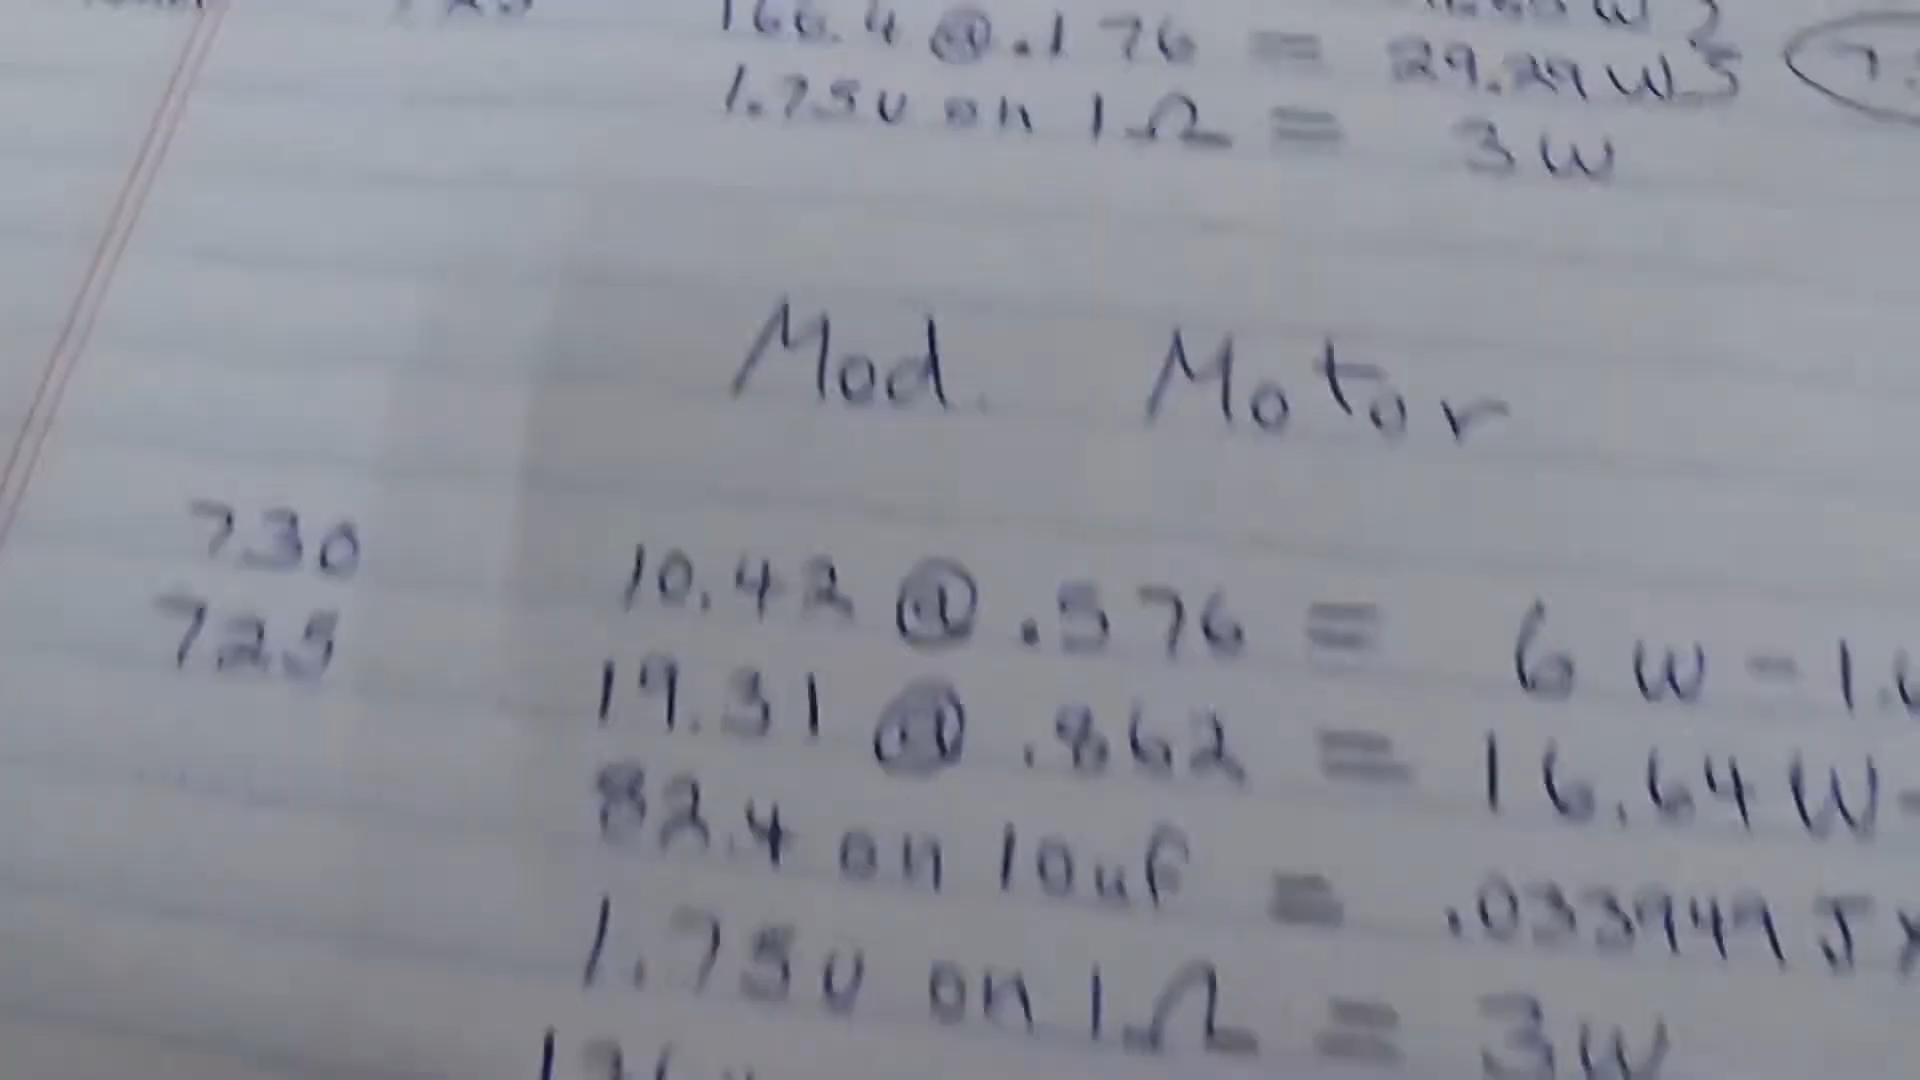 166.4 @ .176 = 29.29 W
1.75v on 1Ω = 3W
Mod. Motor
730 10.42 @ .576 = 6 W -
725 19.31 @ .862 = 16.64 W -
82.4 on 10uf = .033949 J
1.75v on 1Ω = 3W